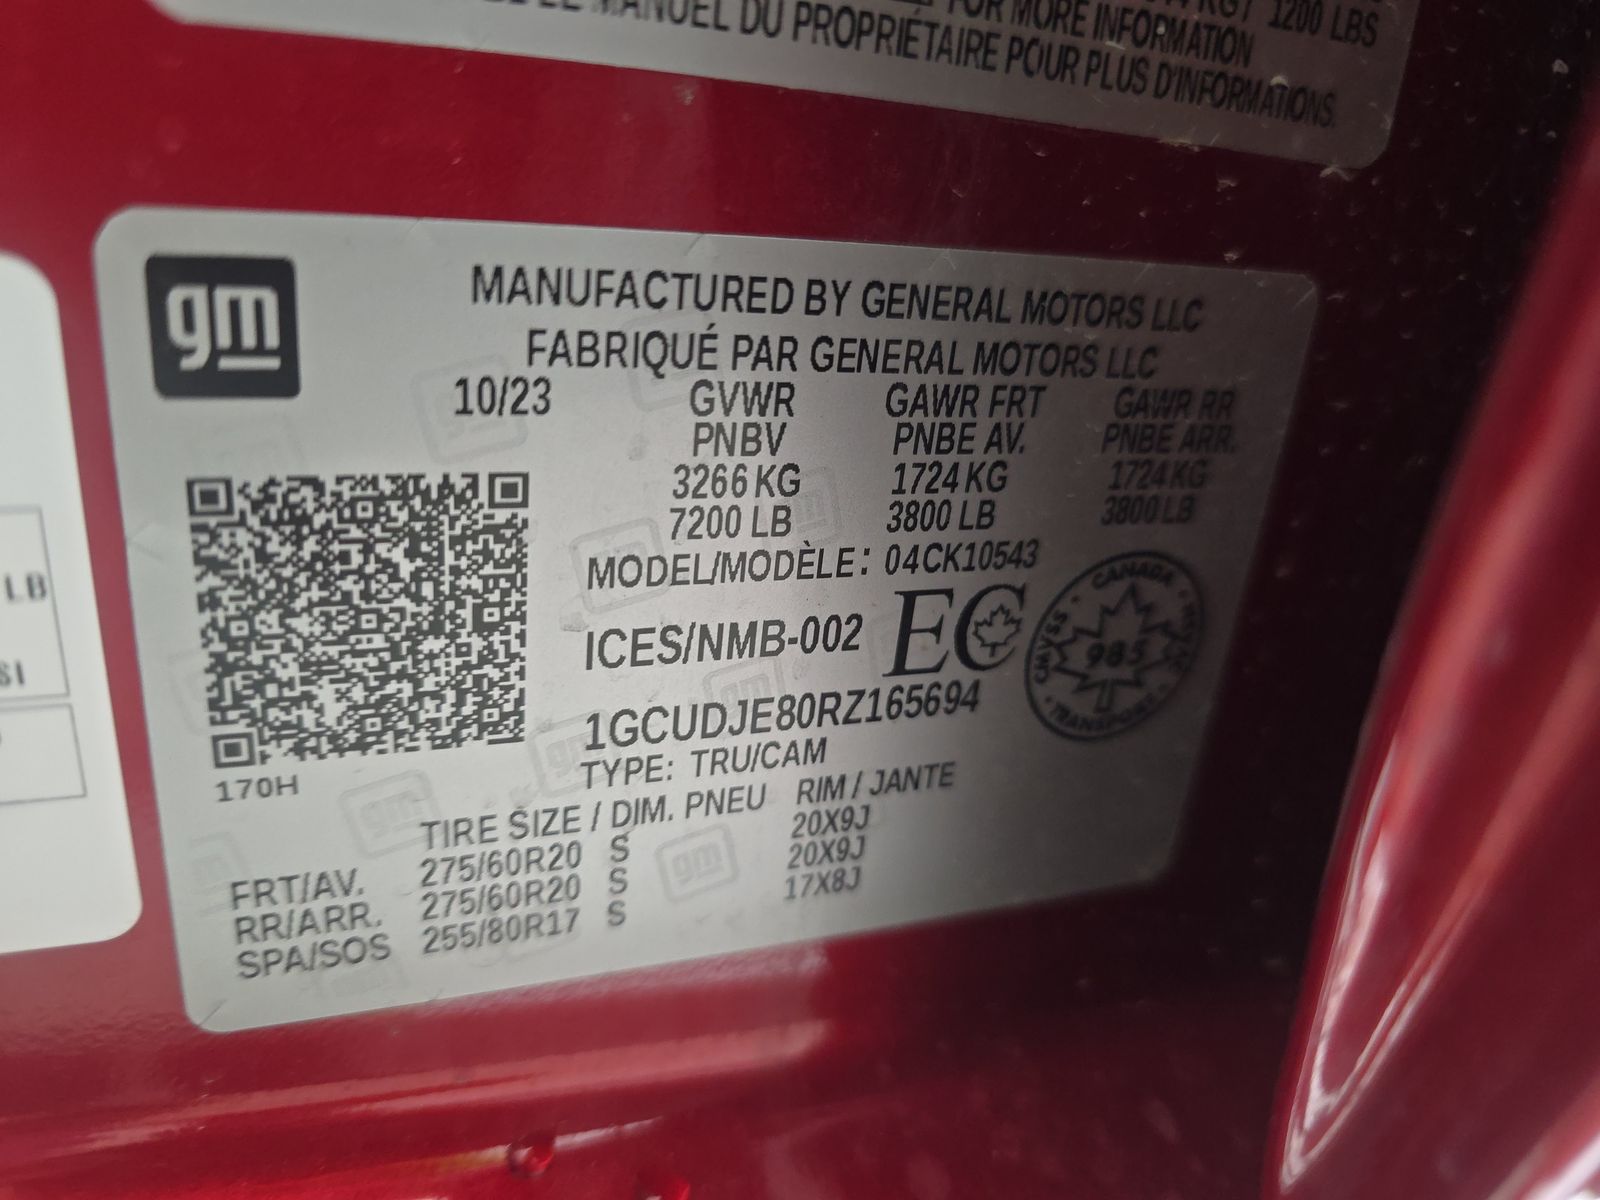 1200 LBS
FOR MORE INFORMATION
LE MANUEL DU PROPRIÉTAIRE POUR PLUS D'INFORMATIONS.
LB
SI
gm
MANUFACTURED BY GENERAL MOTORS LLC
FABRIQUÉ PAR GENERAL MOTORS LLC
10/23 GVWR GAWR FRT GAWR RR
PNBV PNBE AV. PNBE ARR.
3266 KG 1724 KG 1724 KG
7200 LB 3800 LB 3800 LB
MODEL/MODÈLE: 04CK10543
ICES/NMB-002 EC
CANADA
CMVSS NSVAC
985
TRANSPORT
1GCUDJE80RZ165694
170H
TYPE: TRU/CAM
TIRE SIZE / DIM. PNEU RIM / JANTE
FRT/AV. 275/60R20 S 20X9J
RR/ARR. 275/60R20 S 20X9J
SPA/SOS 255/80R17 S 17X8J